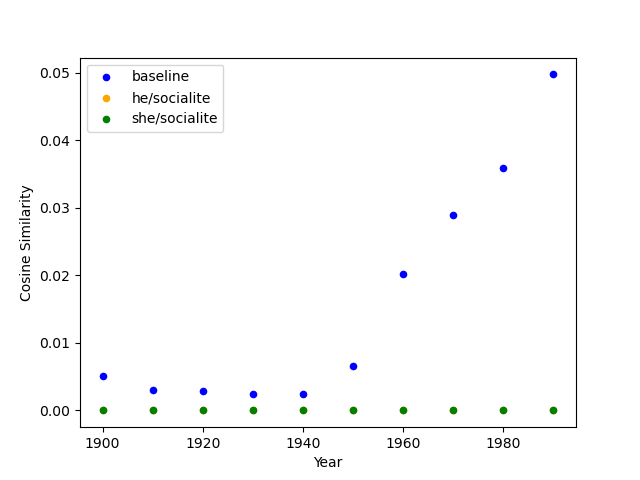 baseline
he/socialite
she/socialite
0.05
0.04
0.03
0.02
0.01
0.00
Cosine Similarity
1900 1920 1940 1960 1980
Year